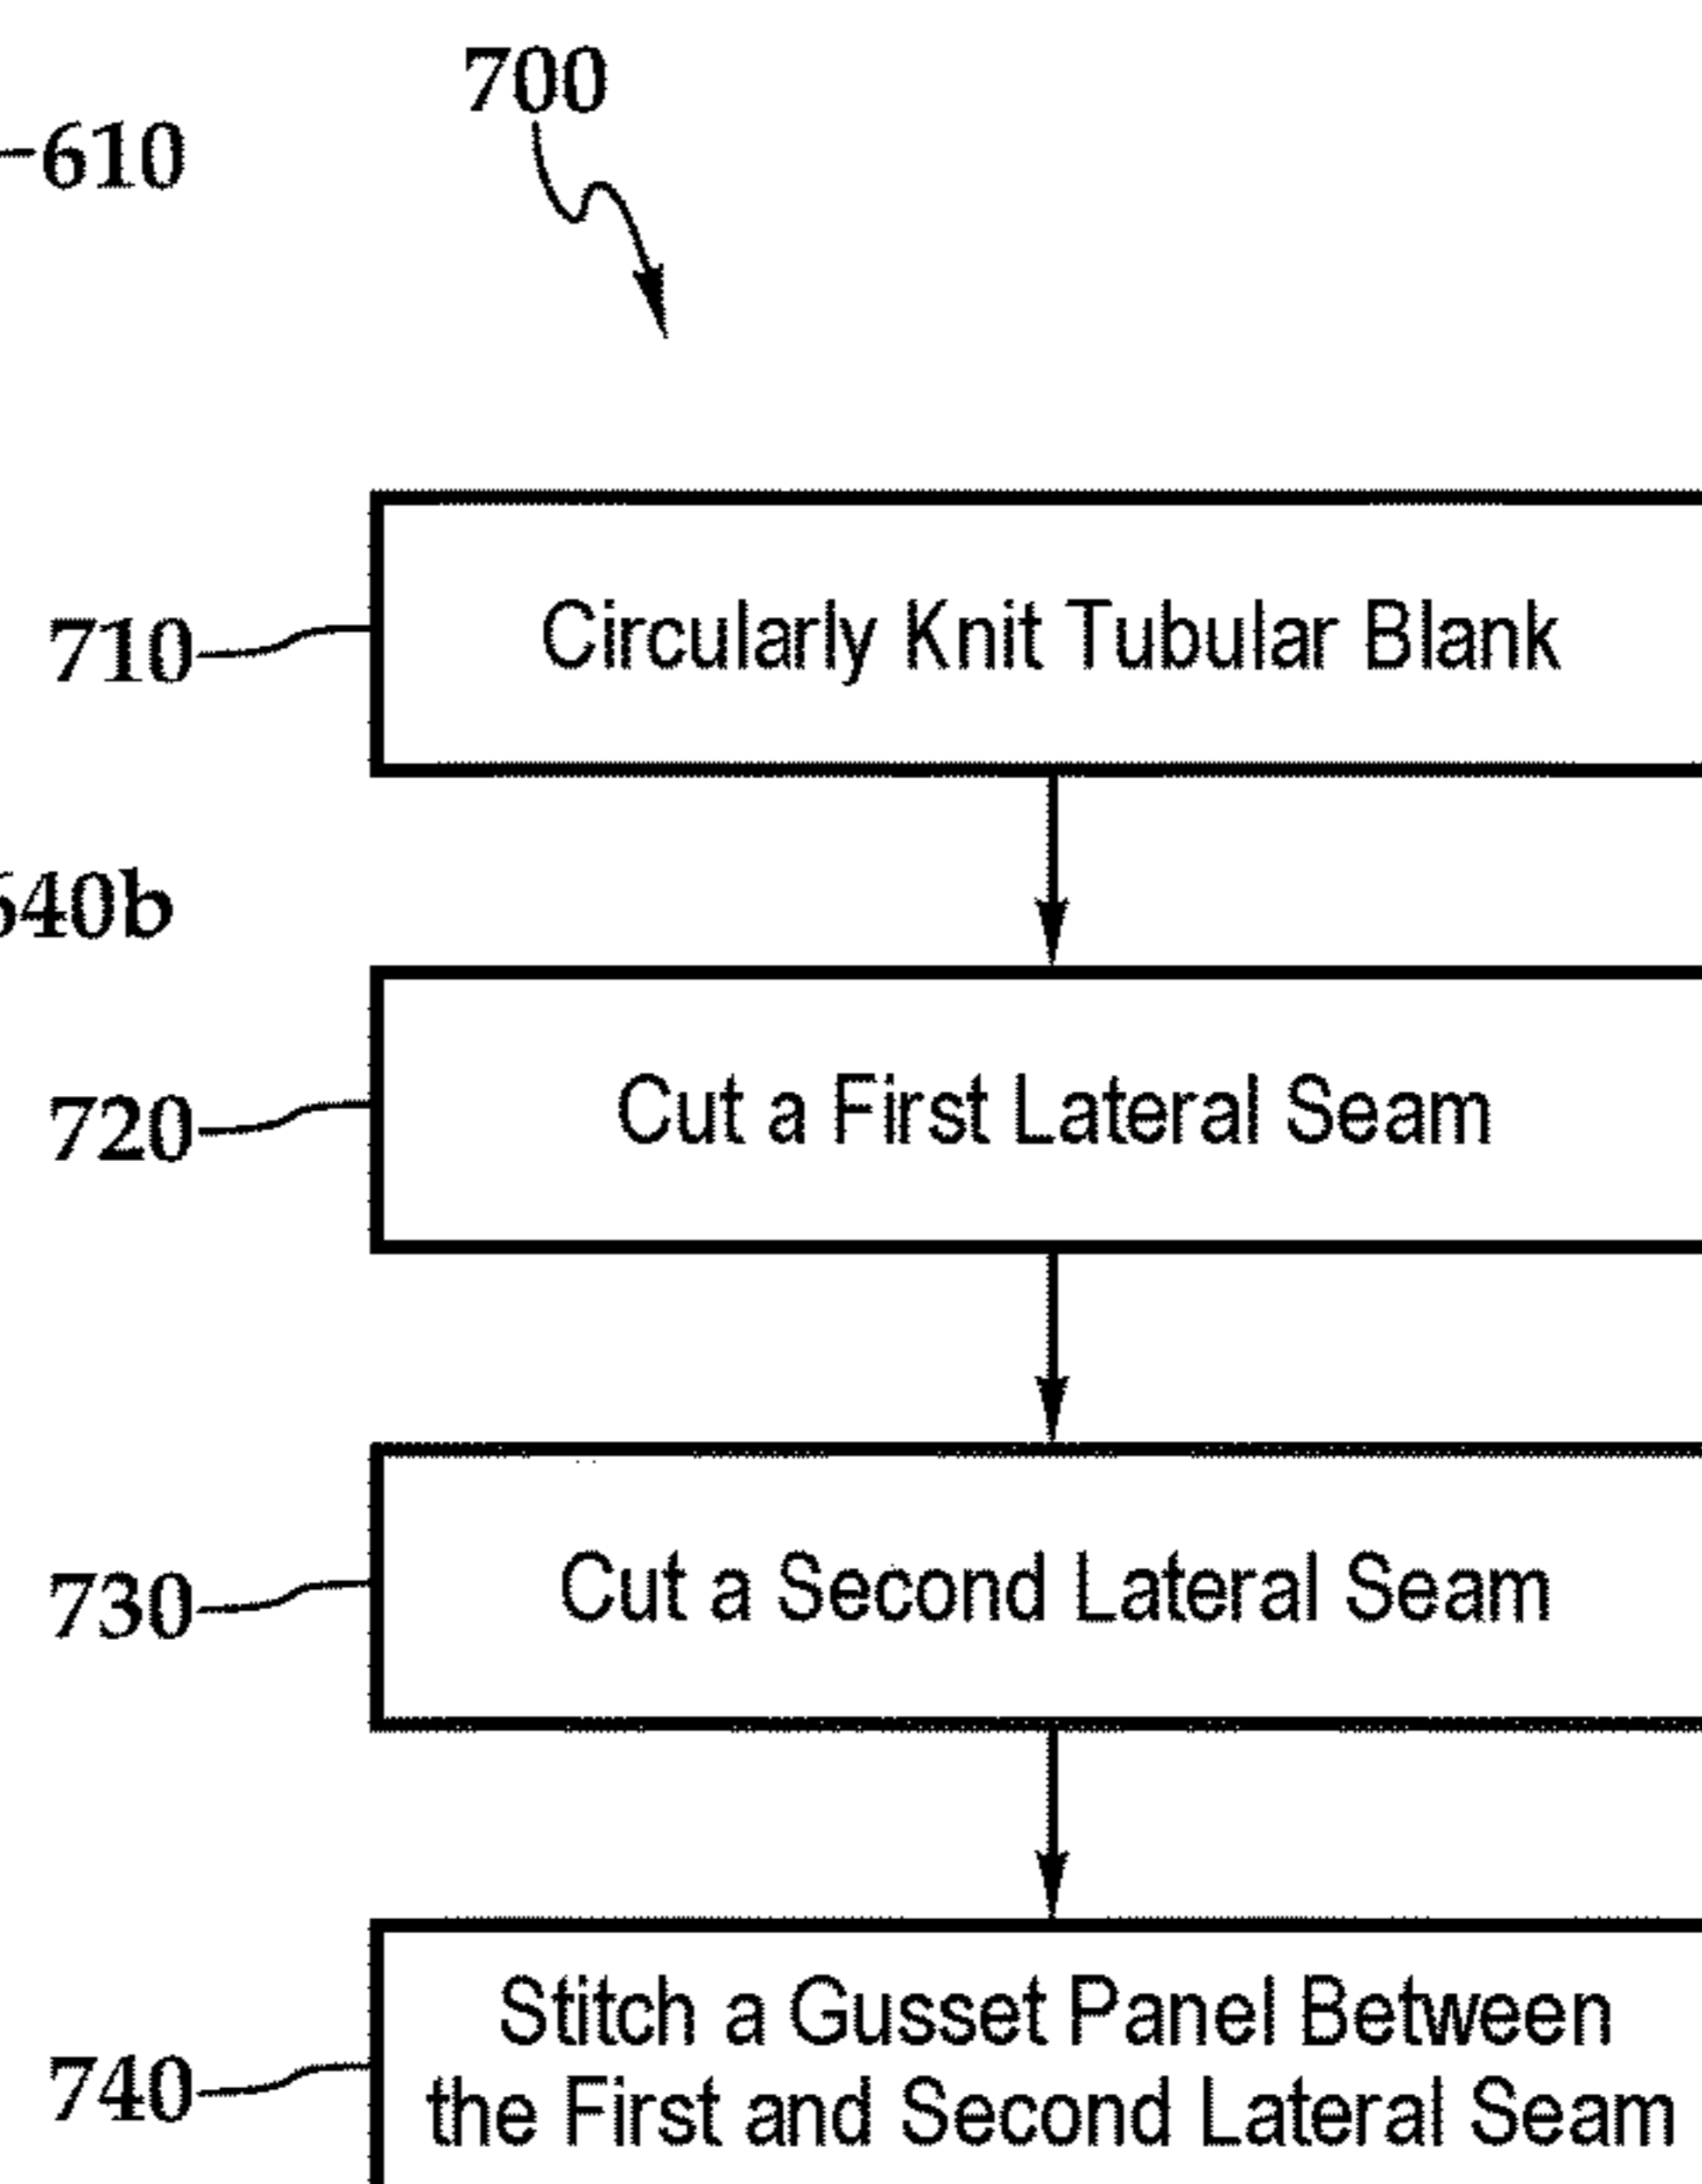 700
610
710
Circularly Knit Tubular Blank
640b
720
Cut a First Lateral Seam
730
Cut a Second Lateral Seam
740
Stitch a Gusset Panel Between
the First and Second Lateral Seam